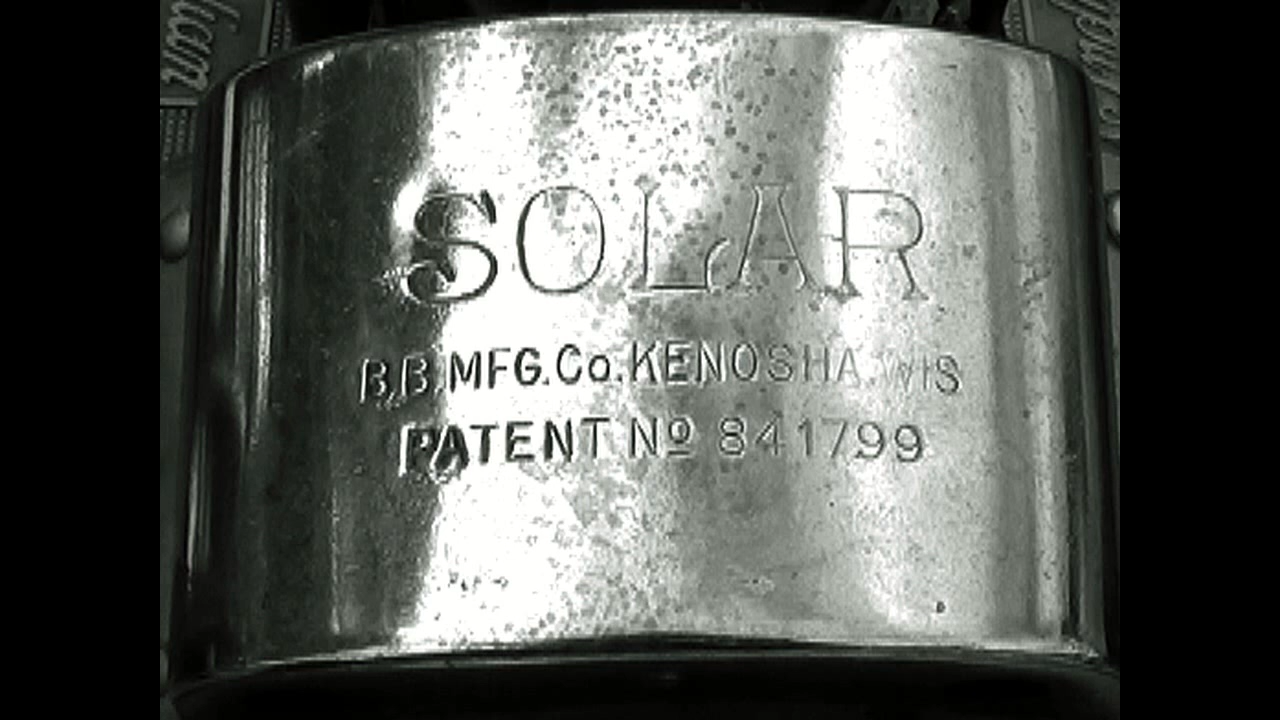 SOLAR
B.B. MFG. Co. KENOSHA. WIS
PATENT Nº 841799